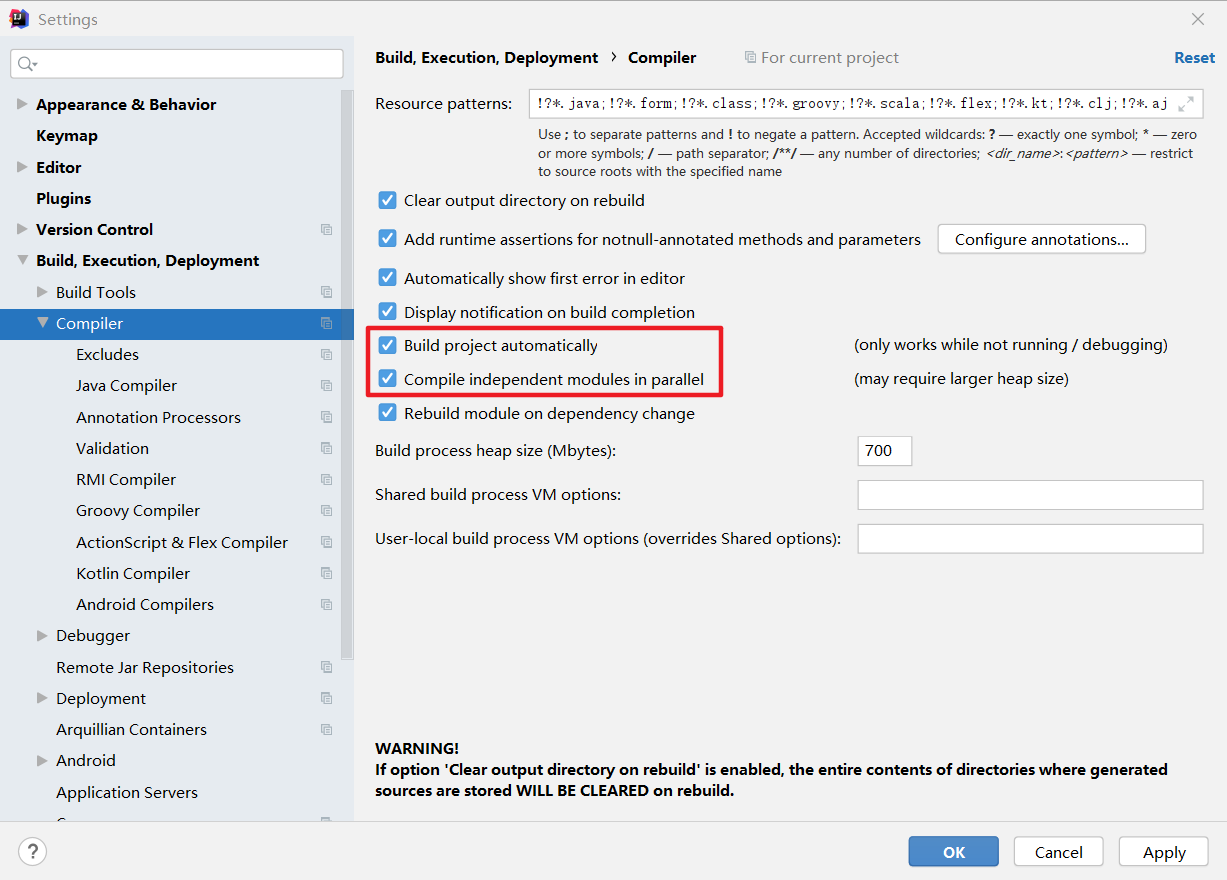 Settings
Appearance & Behavior
Keymap
Editor
Plugins
Version Control
Build, Execution, Deployment
Build Tools
Compiler
Excludes
Java Compiler
Annotation Processors
Validation
RMI Compiler
Groovy Compiler
ActionScript & Flex Compiler
Kotlin Compiler
Android Compilers
Debugger
Remote Jar Repositories
Deployment
Arquillian Containers
Android
Application Servers
Build, Execution, Deployment › Compiler For current project Reset
Resource patterns: !?*.java;!?*.form;!?*.class;!?*.groovy;!?*.scala;!?*.flex;!?*.kt;!?*.clj;!?*.aj
Use ; to separate patterns and ! to negate a pattern. Accepted wildcards: ? — exactly one symbol; * — zero
or more symbols; / — path separator; /**/ — any number of directories; <dir_name>:<pattern> — restrict
to source roots with the specified name
Clear output directory on rebuild
Add runtime assertions for notnull-annotated methods and parameters Configure annotations...
Automatically show first error in editor
Display notification on build completion
Build project automatically (only works while not running / debugging)
Compile independent modules in parallel (may require larger heap size)
Rebuild module on dependency change
Build process heap size (Mbytes): 700
Shared build process VM options:
User-local build process VM options (overrides Shared options):
WARNING!
If option 'Clear output directory on rebuild' is enabled, the entire contents of directories where generated
sources are stored WILL BE CLEARED on rebuild.
? OK Cancel Apply